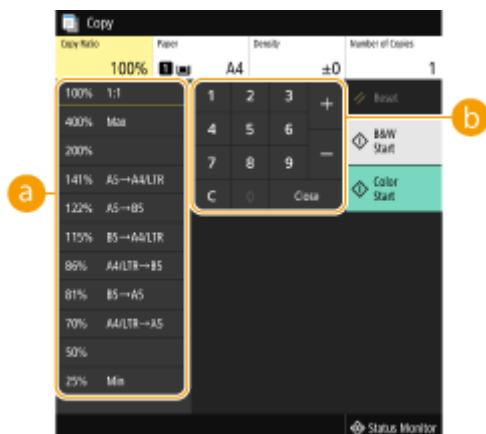 Copy
Copy Ratio Paper Density Number of Copies
100% 1 A4 ±0 1
100% 1:1
400% Max
200%
141% A5→A4/LTR
122% A5→B5
115% B5→A4/LTR
86% A4/LTR→B5
81% B5→A5
70% A4/LTR→A5
50%
25% Min
a
1 2 3 +
4 5 6
7 8 9 −
C 0 Close
b
Reset
B&W
Start
Color
Start
Status Monitor